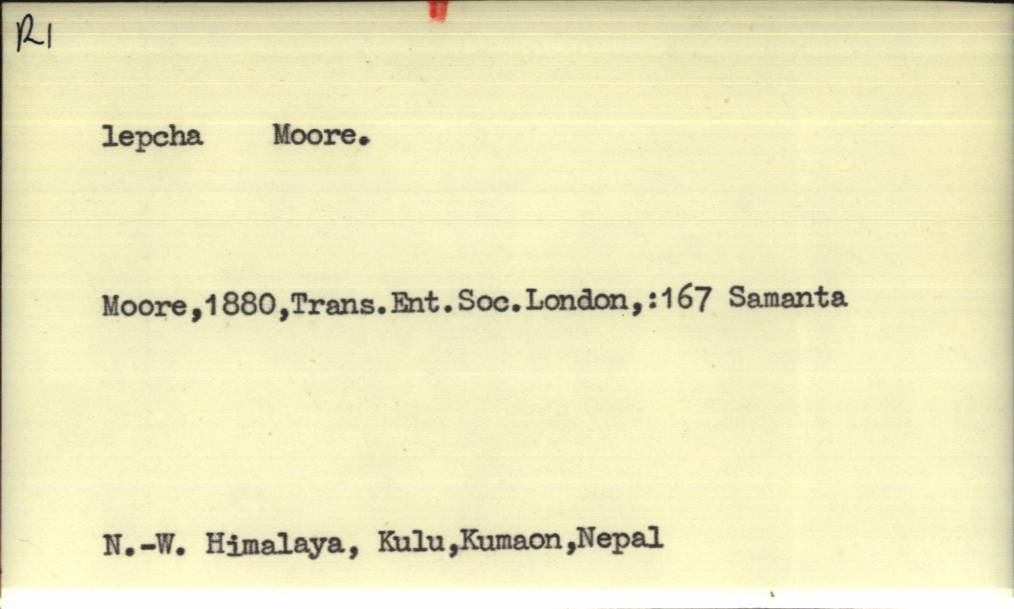 R1
lepcha Moore.
Moore,1880,Trans.Ent.Soc.London,:167 Samanta
N.-W. Himalaya, Kulu,Kumaon,Nepal